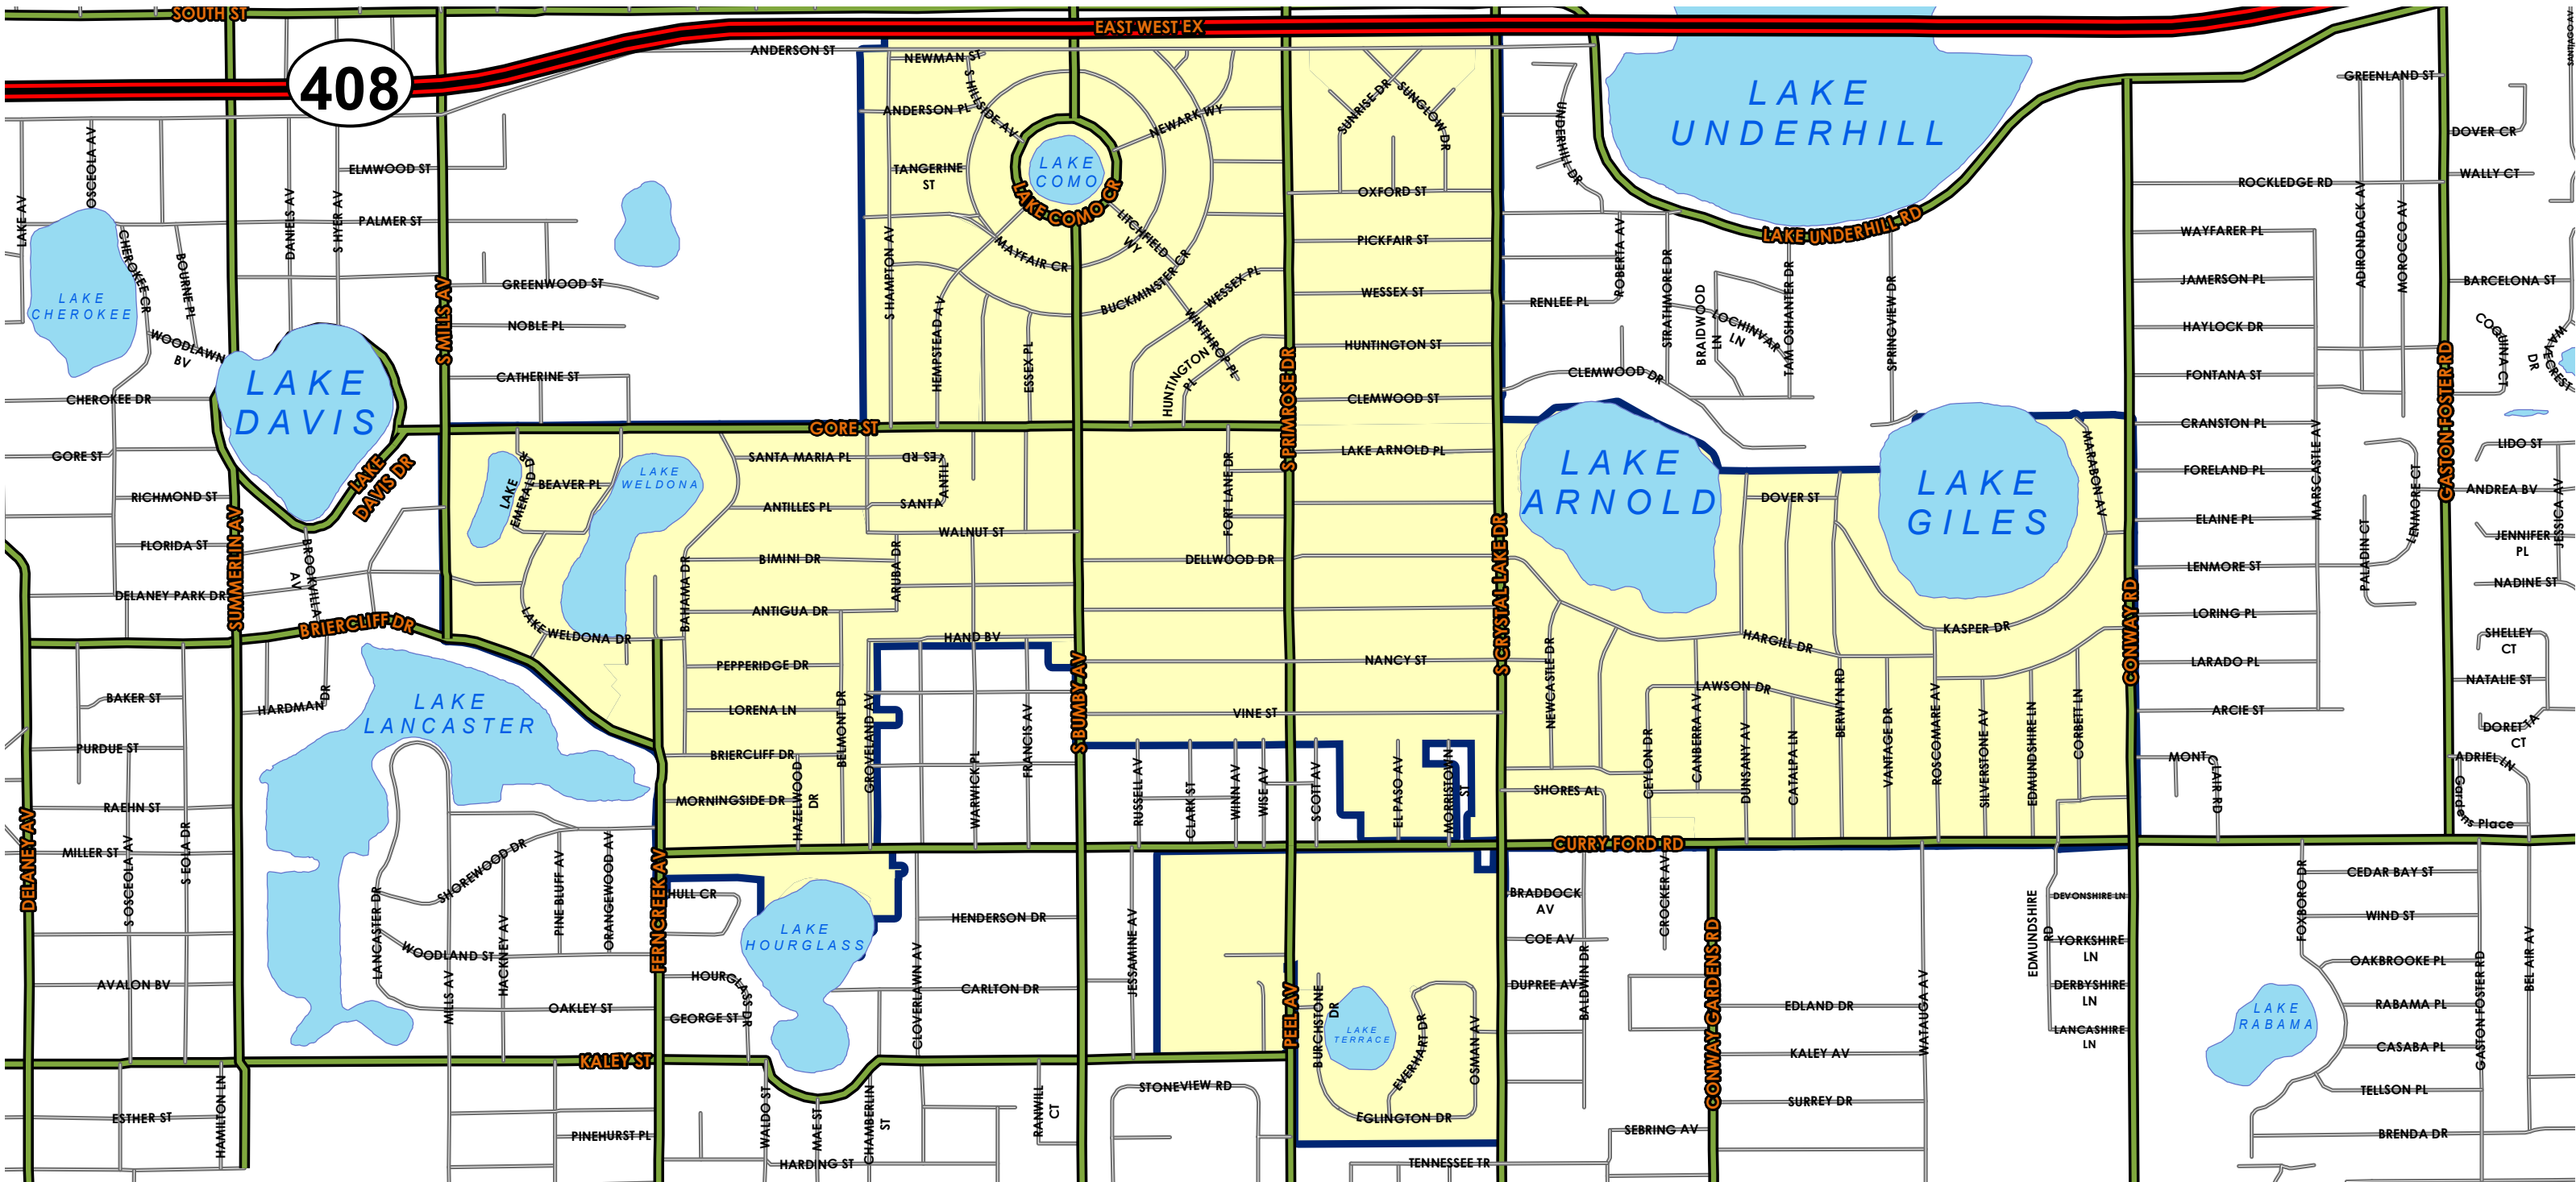 SOUTH ST
EAST WEST EX
408
ANDERSON ST
NEWMAN ST
S HILLSIDE AV
ANDERSON PL
NEWARK WY
SUNRISE DR
SUNGLOW DR
UNDERHILL DR
LAKE
UNDERHILL
GREENLAND ST
SANTIAGO AV
DOVER CR
WALLY CT
OSCEOLA AV
LAKE AV
DANIELS AV
S HYER AV
ELMWOOD ST
PALMER ST
TANGERINE
ST
LAKE
COMO
LAKE COMO CR
LITCHFIELD
WY
OXFORD ST
ROCKLEDGE RD
ADIRONDACK AV
MOROCCO AV
LAKE UNDERHILL RD
CHEROKEE CR
BOURNE PL
LAKE
CHEROKEE
WOODLAWN
BV
S MILLS AV
GREENWOOD ST
NOBLE PL
CATHERINE ST
S HAMPTON AV
MAYFAIR CR
BUCKMINSTER CR
WESSEX PL
WINTHROP PL
HUNTINGTON
PL
HEMPSTEAD AV
ESSEX PL
PICKFAIR ST
WESSEX ST
HUNTINGTON ST
CLEMWOOD ST
S PRIMROSE DR
ROBERTA AV
STRATHMORE DR
RENLEE PL
BRAIDWOOD
LN
LOCHINVAR
LN
TAM OSHANTER DR
SPRINGVIEW DR
CLEMWOOD DR
WAYFARER PL
JAMERSON PL
HAYLOCK DR
FONTANA ST
CRANSTON PL
FORELAND PL
MARSCASTLE AV
GASTON FOSTER RD
BARCELONA ST
COQUINA CT
WAVECREST
DR
LIDO ST
ANDREA BV
JESSICA AV
JENNIFER
PL
NADINE ST
LAKE
DAVIS
CHEROKEE DR
GORE ST
RICHMOND ST
FLORIDA ST
DELANEY PARK DR
SUMMERLIN AV
LAKE
DAVIS DR
BROOKVILLA
AV
BRIERCLIFF DR
GORE ST
LAKE
EMERALD DR
BEAVER PL
LAKE
WELDONA
SANTA MARIA PL
ANTILLES RD
SANTA
ANTILLES PL
WALNUT ST
BIMINI DR
ARUBA DR
ANTIGUA DR
BAHAMA DR
LAKE WELDONA DR
HAND BV
PEPPERIDGE DR
LORENA LN
BRIERCLIFF DR
MORNINGSIDE DR
HAZELWOOD
DR
BELMONT DR
GROVELAND AV
WARWICK PL
FRANCIS AV
S BUMBY AV
FORT LANE DR
DELLWOOD DR
LAKE ARNOLD PL
S CRYSTAL LAKE DR
NANCY ST
VINE ST
LAKE
ARNOLD
DOVER ST
LAKE
GILES
MARABON AV
KASPER DR
HARGILL DR
NEWCASTLE DR
LAWSON DR
CEYLON DR
CANBERRA AV
DUNSANY AV
CATALPA LN
BERWYN RD
VANTAGE DR
ROSCOMARE AV
SILVERSTONE AV
EDMUNDSHIRE LN
CORBETT LN
CONWAY RD
ELAINE PL
LENMORE ST
LORING PL
LARADO PL
ARCIE ST
PALADIN CT
LENMORE CT
MONTCLAIR RD
SHELLEY
CT
NATALIE ST
DORETTA
CT
ADRIEL LN
Gardens Place
BAKER ST
HARDMAN DR
PURDUE ST
RAEHN ST
MILLER ST
DELANEY AV
S OSCEOLA AV
S EOLA DR
AVALON BV
LAKE
LANCASTER
LANCASTER DR
SHOREWOOD DR
WOODLAND ST
MILLS AV
HACKNEY AV
PINE BLUFF AV
ORANGEWOOD AV
OAKLEY ST
FERNCREEK AV
KALEY ST
HULL CR
LAKE
HOURGLASS
HOURGLASS DR
GEORGE ST
HENDERSON DR
CLOVERLAWN AV
CARLTON DR
JESSAMINE AV
RUSSELL AV
CLARK ST
WINN AV
WISE AV
SCOTT AV
EL PASO AV
MORRISTOWN
ST
SHORES AL
CURRY FORD RD
PEEL AV
BURCHSTONE
DR
LAKE
TERRACE
EVERHART DR
OSMAN AV
EGLINGTON DR
BRADDOCK
AV
COE AV
DUPREE AV
BALDWIN DR
CROCKER AV
CONWAY GARDENS RD
EDLAND DR
KALEY AV
SURREY DR
WATAUGA AV
SEBRING AV
TENNESSEE TR
EDMUNDSHIRE
RD
DEVONSHIRE LN
YORKSHIRE
LN
DERBYSHIRE
LN
LANCASHIRE
LN
LAKE
RABAMA
FOXBORO DR
CEDAR BAY ST
WIND ST
OAKBROOKE PL
RABAMA PL
CASABA PL
TELLSON PL
BRENDA DR
GASTON FOSTER RD
BEL AIR AV
ESTHER ST
HAMILTON LN
PINEHURST PL
WALDO ST
MAE ST
CHAMBERLIN
ST
HARDING ST
RANWILL
CT
STONEVIEW RD